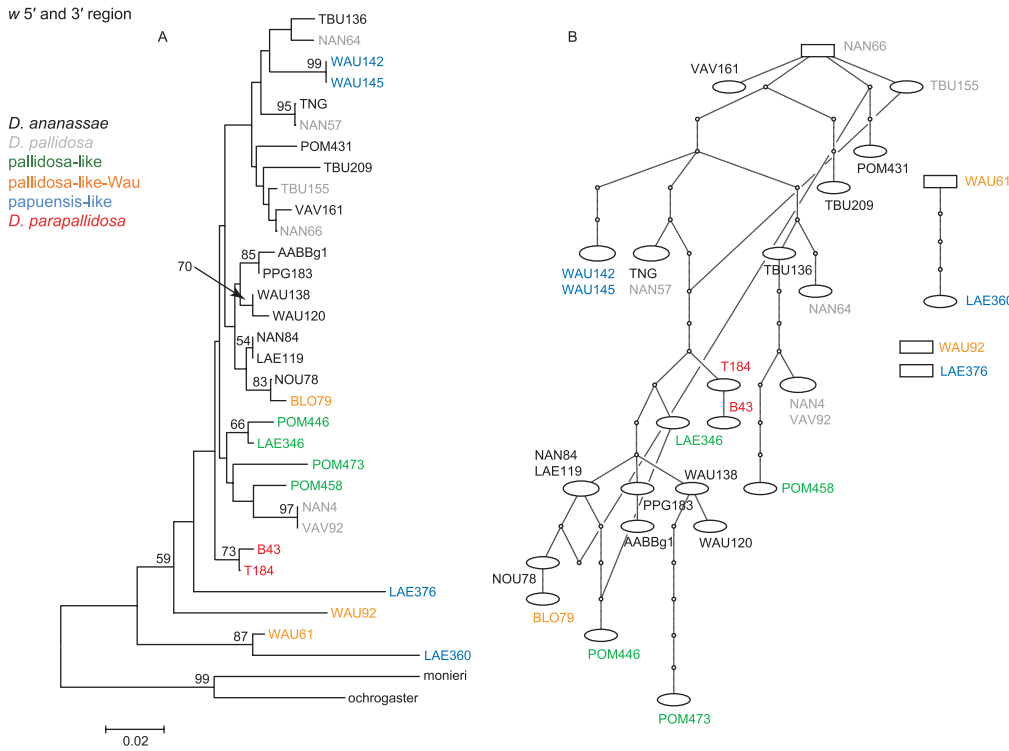 w 5′ and 3′ region
D. ananassae
D. pallidosa
pallidosa-like
pallidosa-like-Wau
papuensis-like
D. parapallidosa
A
TBU136
NAN64
99
WAU142
WAU145
95
TNG
NAN57
POM431
TBU209
TBU155
VAV161
NAN66
85
AABBg1
PPG183
70
WAU138
WAU120
54
NAN84
LAE119
83
NOU78
BLO79
66
POM446
LAE346
POM473
POM458
97
NAN4
VAV92
73
B43
T184
LAE376
59
WAU92
87
WAU61
LAE360
99
monieri
ochrogaster
0.02
B
NAN66
VAV161
TBU155
POM431
TBU209
WAU61
WAU142
WAU145
TNG
NAN57
TBU136
NAN64
LAE360
WAU92
LAE376
T184
B43
NAN4
VAV92
LAE346
NAN84
LAE119
WAU138
PPG183
POM458
AABBg1
WAU120
NOU78
BLO79
POM446
POM473